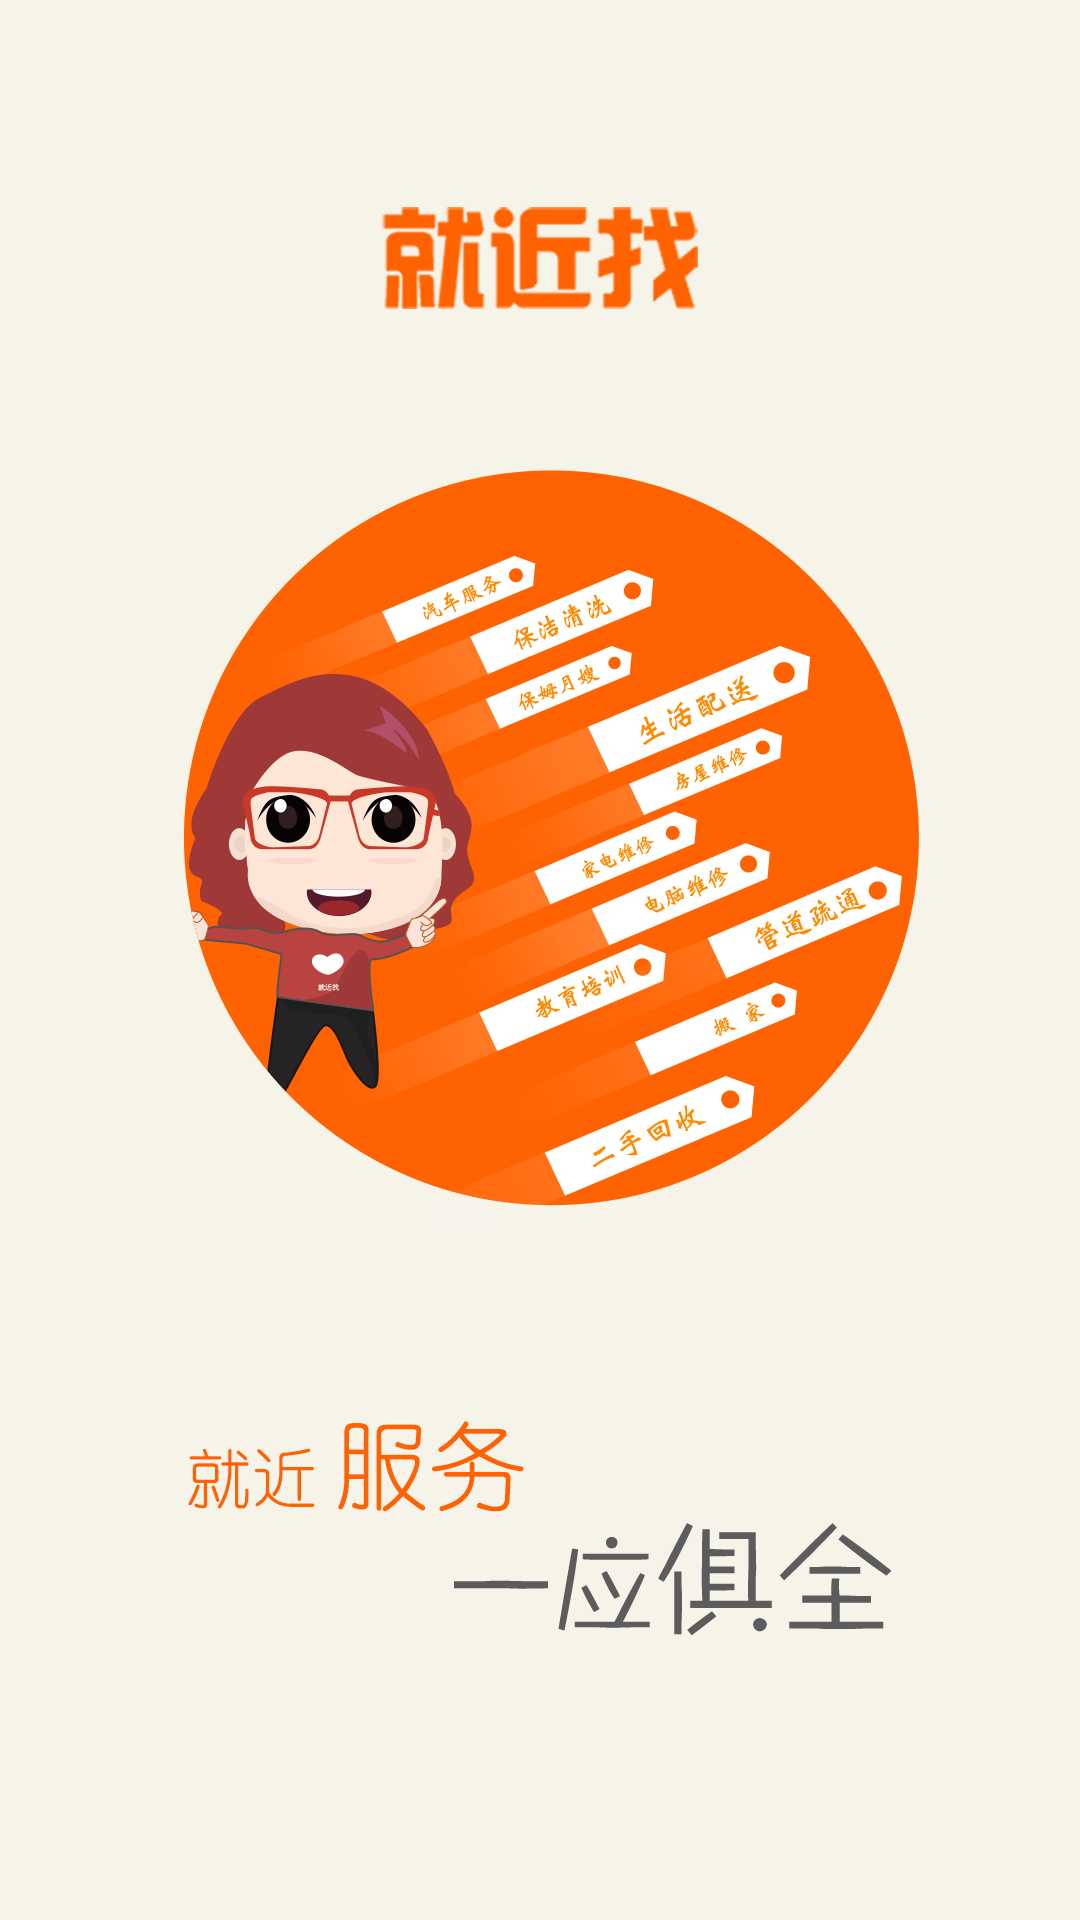 就近找
汽车服务
保洁清洗
保姆月嫂
生活配送
房屋维修
家电维修
电脑维修
管道疏通
教育培训
就近找
搬 家
二手回收
就近 服务
一应俱全